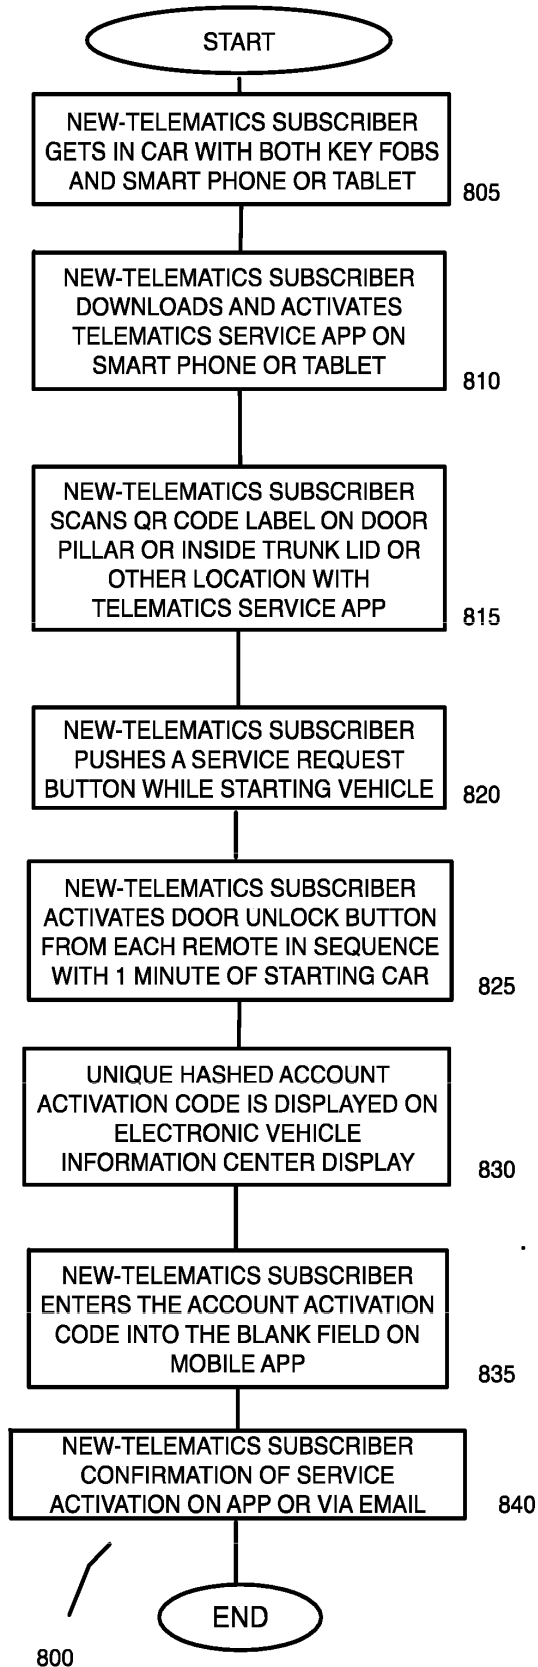 START
NEW-TELEMATICS SUBSCRIBER
GETS IN CAR WITH BOTH KEY FOBS
AND SMART PHONE OR TABLET
805
NEW-TELEMATICS SUBSCRIBER
DOWNLOADS AND ACTIVATES
TELEMATICS SERVICE APP ON
SMART PHONE OR TABLET
810
NEW-TELEMATICS SUBSCRIBER
SCANS QR CODE LABEL ON DOOR
PILLAR OR INSIDE TRUNK LID OR
OTHER LOCATION WITH
TELEMATICS SERVICE APP
815
NEW-TELEMATICS SUBSCRIBER
PUSHES A SERVICE REQUEST
BUTTON WHILE STARTING VEHICLE
820
NEW-TELEMATICS SUBSCRIBER
ACTIVATES DOOR UNLOCK BUTTON
FROM EACH REMOTE IN SEQUENCE
WITH 1 MINUTE OF STARTING CAR
825
UNIQUE HASHED ACCOUNT
ACTIVATION CODE IS DISPLAYED ON
ELECTRONIC VEHICLE
INFORMATION CENTER DISPLAY
830
NEW-TELEMATICS SUBSCRIBER
ENTERS THE ACCOUNT ACTIVATION
CODE INTO THE BLANK FIELD ON
MOBILE APP
835
NEW-TELEMATICS SUBSCRIBER
CONFIRMATION OF SERVICE
ACTIVATION ON APP OR VIA EMAIL
840
END
800